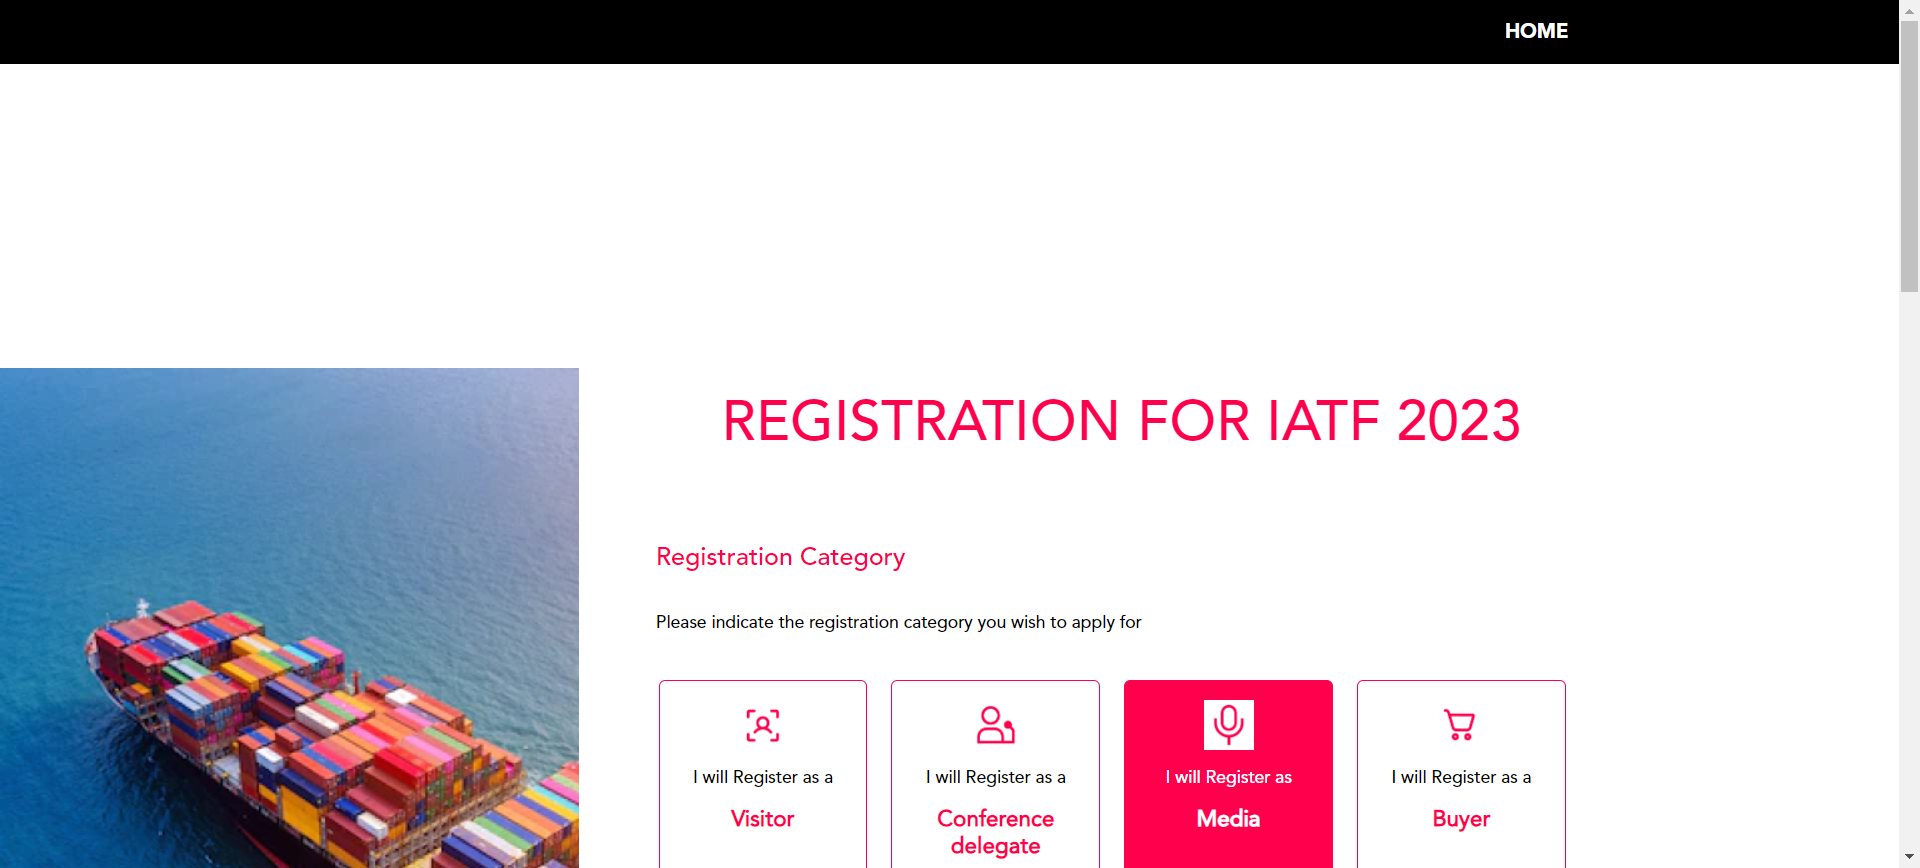 HOME
REGISTRATION FOR IATF 2023
Registration Category
Please indicate the registration category you wish to apply for
I will Register as a
Visitor
I will Register as a
Conference
delegate
I will Register as
Media
I will Register as a
Buyer